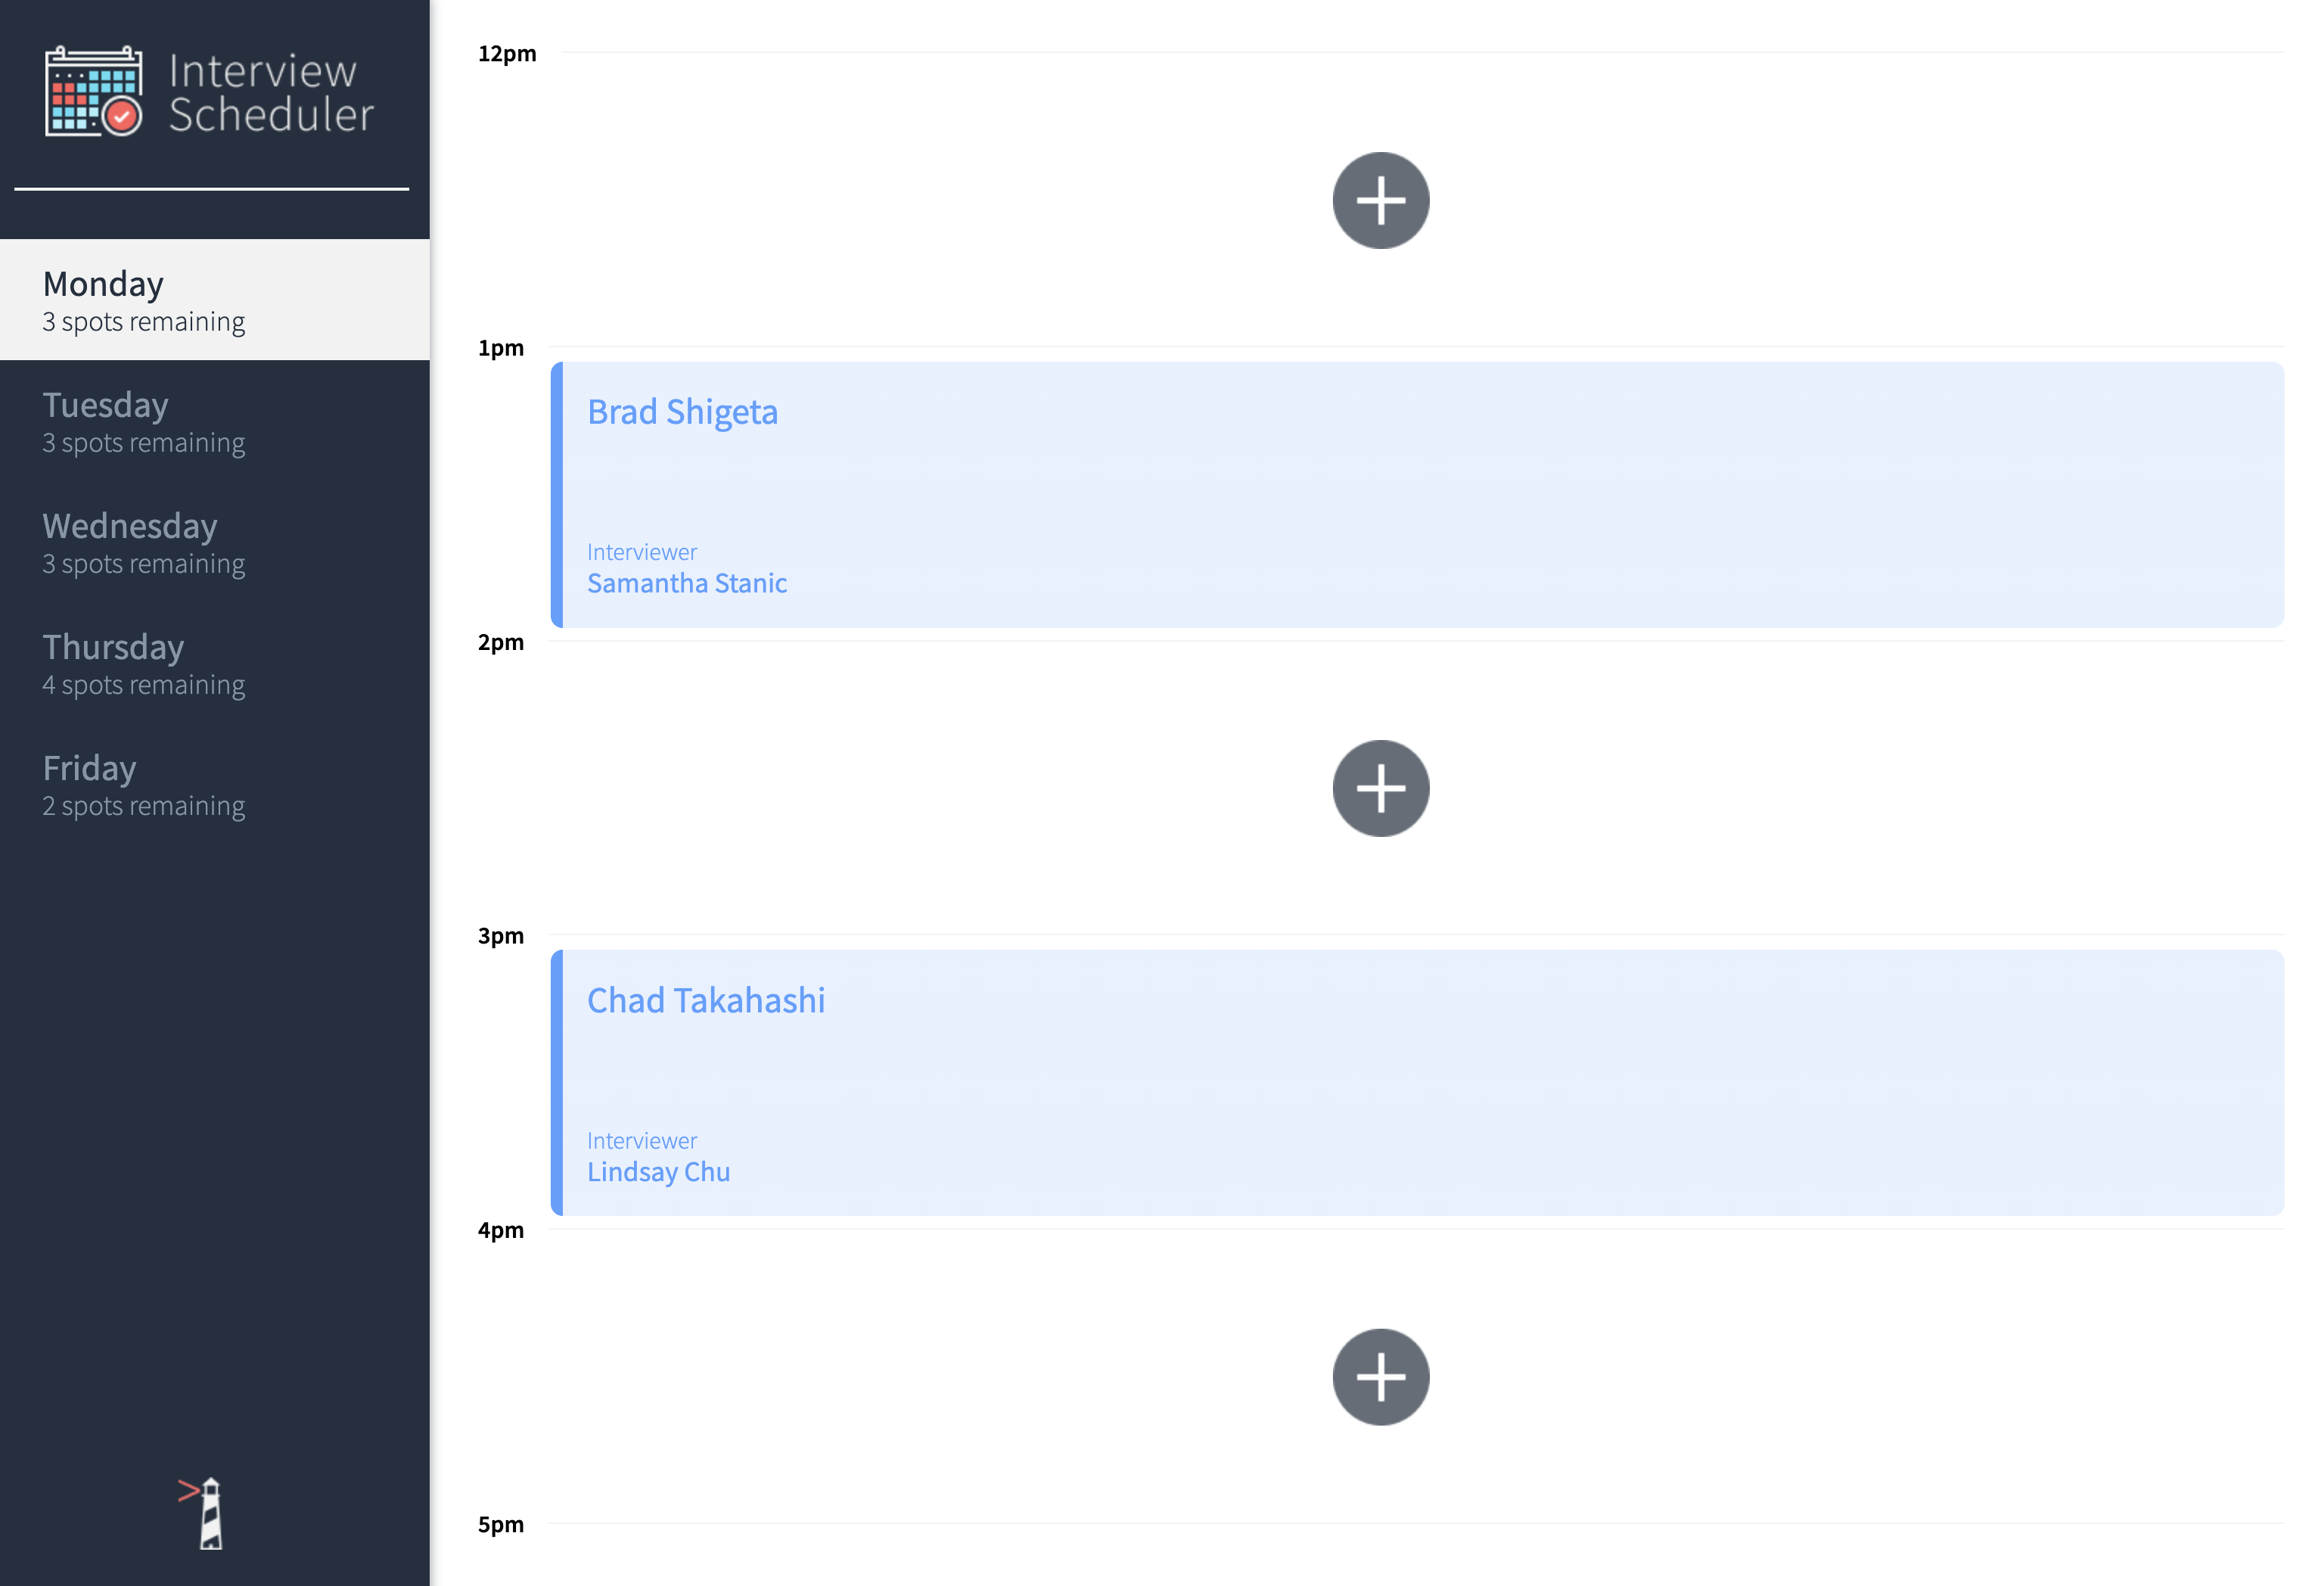 Interview
Scheduler
Monday
3 spots remaining
Tuesday
3 spots remaining
Wednesday
3 spots remaining
Thursday
4 spots remaining
Friday
2 spots remaining
12pm
1pm
Brad Shigeta
Interviewer
Samantha Stanic
2pm
3pm
Chad Takahashi
Interviewer
Lindsay Chu
4pm
5pm